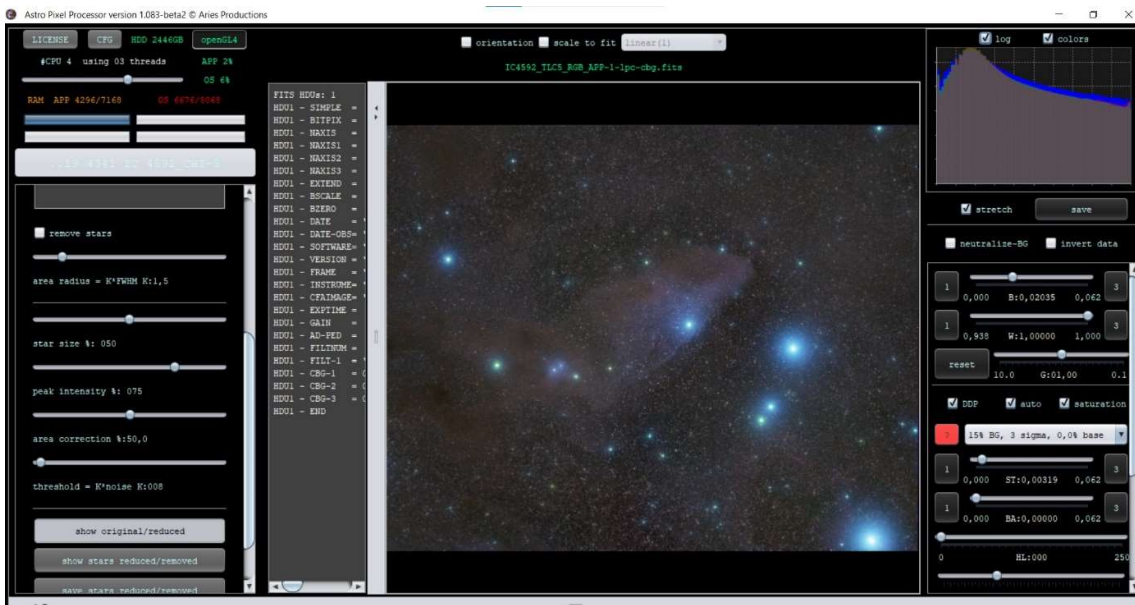 Astro Pixel Processor version 1.083-beta2 © Aries Productions
LICENSE CFG HDD 2446GB openGL4
#CPU 4 using 03 threads APP 2%
OS 6%
RAM APP 4296/7168 OS 6676/8068
remove stars
area radius = K*FWHM K:1,5
star size %: 050
peak intensity %: 075
area correction %:50,0
threshold = K*noise K:008
show original/reduced
show stars reduced/removed
save stars reduced/removed
orientation scale to fit linear(1)
IC4592_TLC5_RGB_APP-1-lpc-cbg.fits
FITS HDUs: 1
HDU1 - SIMPLE =
HDU1 - BITPIX =
HDU1 - NAXIS =
HDU1 - NAXIS1 =
HDU1 - NAXIS2 =
HDU1 - NAXIS3 =
HDU1 - EXTEND =
HDU1 - BSCALE =
HDU1 - BZERO =
HDU1 - DATE = '
HDU1 - DATE-OBS= '
HDU1 - SOFTWARE= '
HDU1 - VERSION = '
HDU1 - FRAME =
HDU1 - INSTRUME= '
HDU1 - CFAIMAGE= '
HDU1 - EXPTIME =
HDU1 - GAIN =
HDU1 - AD-PED =
HDU1 - FILTNUM =
HDU1 - FILT-1 = '
HDU1 - CBG-1 =
HDU1 - CBG-2 =
HDU1 - CBG-3 =
HDU1 - END
log colors
stretch save
neutralize-BG invert data
1 3
0,000 B:0,02035 0,062
1 3
0,938 W:1,00000 1,000
reset
10.0 G:01,00 0.1
DDP auto saturation
? 15% BG, 3 sigma, 0,0% base
1 3
0,000 ST:0,00319 0,062
1 3
0,000 BA:0,00000 0,062
0 HL:000 250